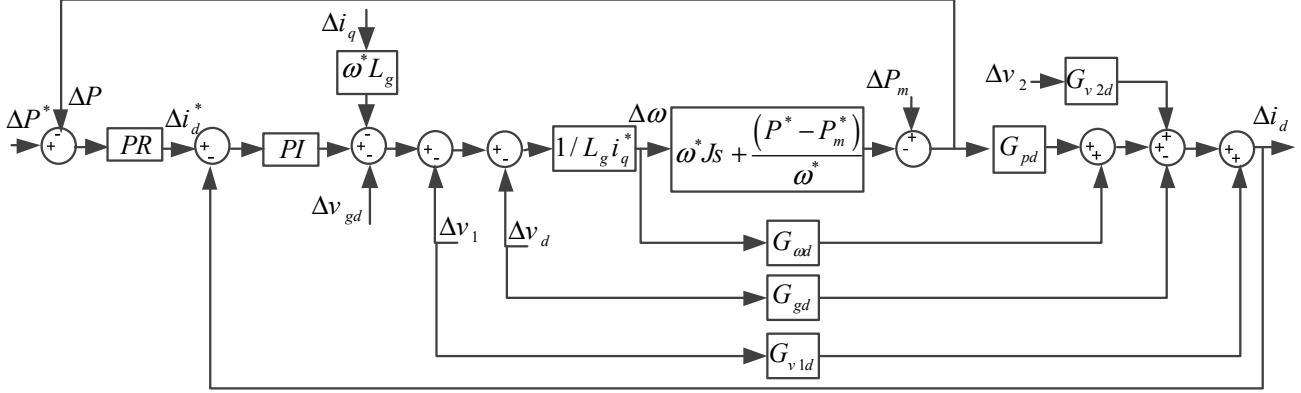 Δi_q
ω*L_g
ΔP*
ΔP
PR
Δi_d*
PI
Δv_gd
Δv_1
Δv_d
1/L_g i_q*
Δω
ω*Js + (P* - P_m*) / ω*
ΔP_m
G_pd
Δv_2
G_v2d
Δi_d
G_ωd
G_gd
G_v1d